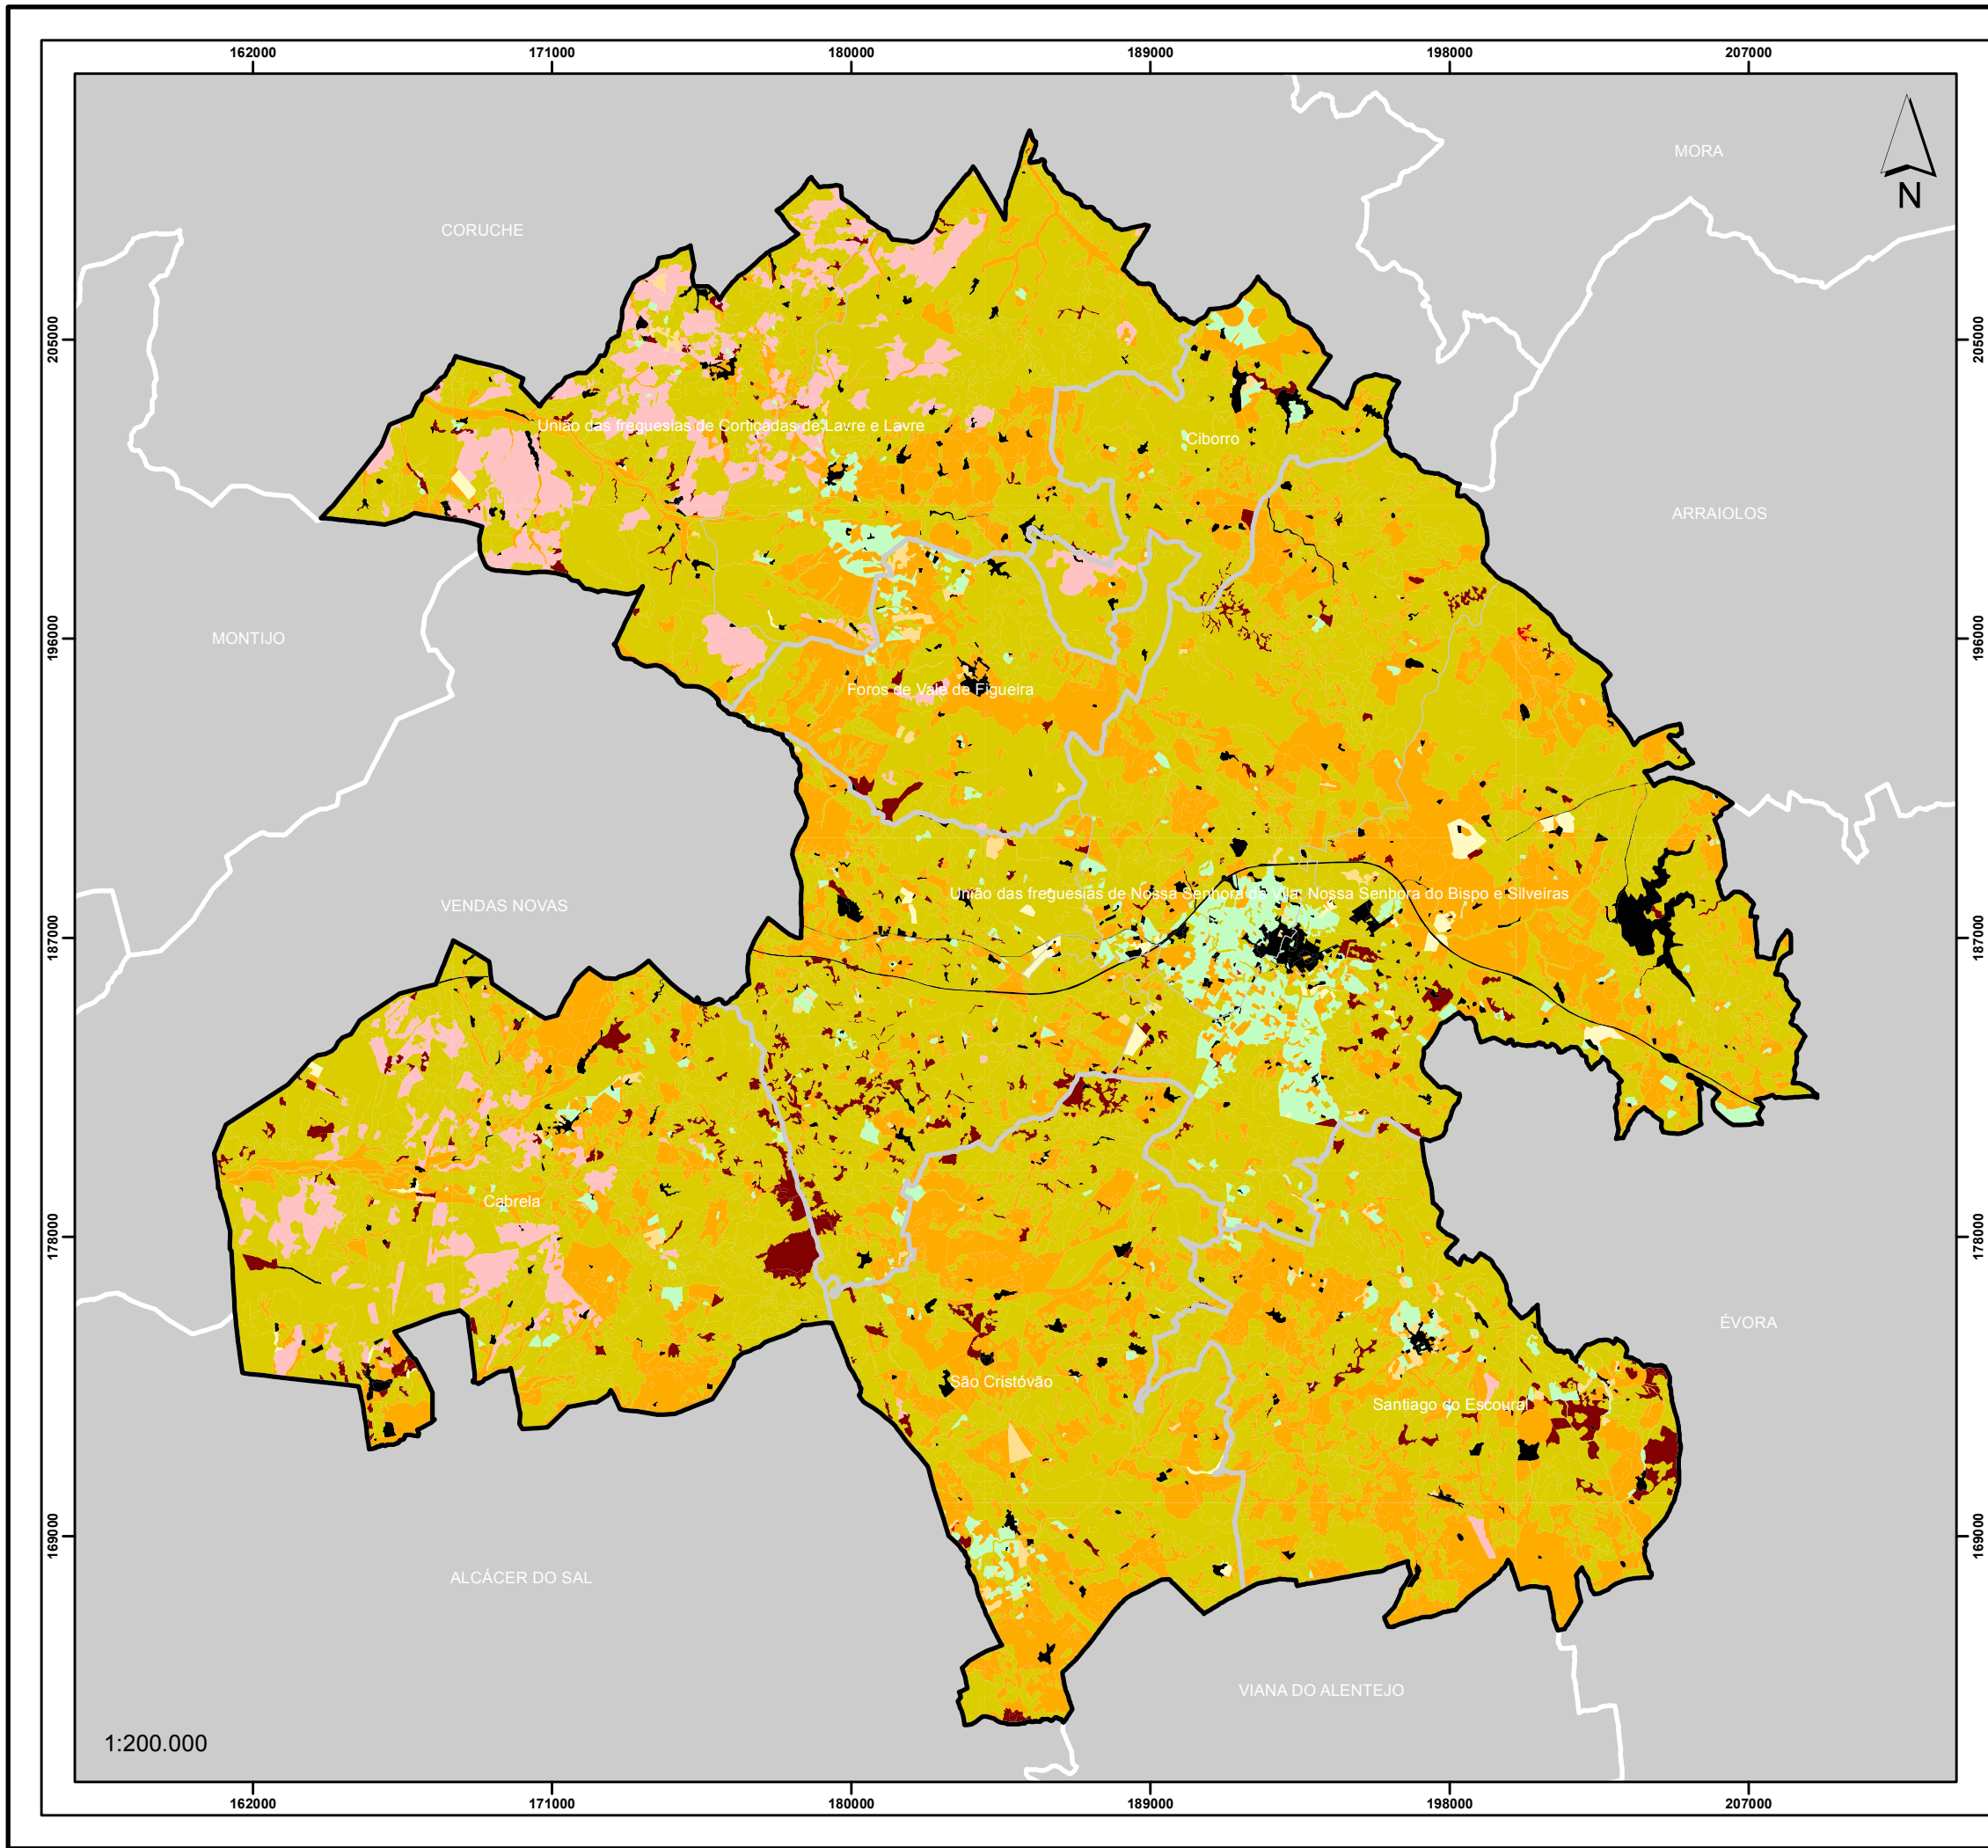 162000 171000 180000 189000 198000 207000
MORA
N
CORUCHE
205000 205000
União das freguesias de Cortiçadas de Lavre e Lavre
Ciborro
ARRAIOLOS
196000 196000
MONTIJO
Foros de Vale de Figueira
União das freguesias de Nossa Senhora da Vila, Nossa Senhora do Bispo e Silveiras
VENDAS NOVAS
187000 187000
Cabrela
178000 178000
ÉVORA
São Cristóvão
Santiago do Escoural
169000 169000
ALCÁCER DO SAL
VIANA DO ALENTEJO
1:200.000
162000 171000 180000 189000 198000 207000